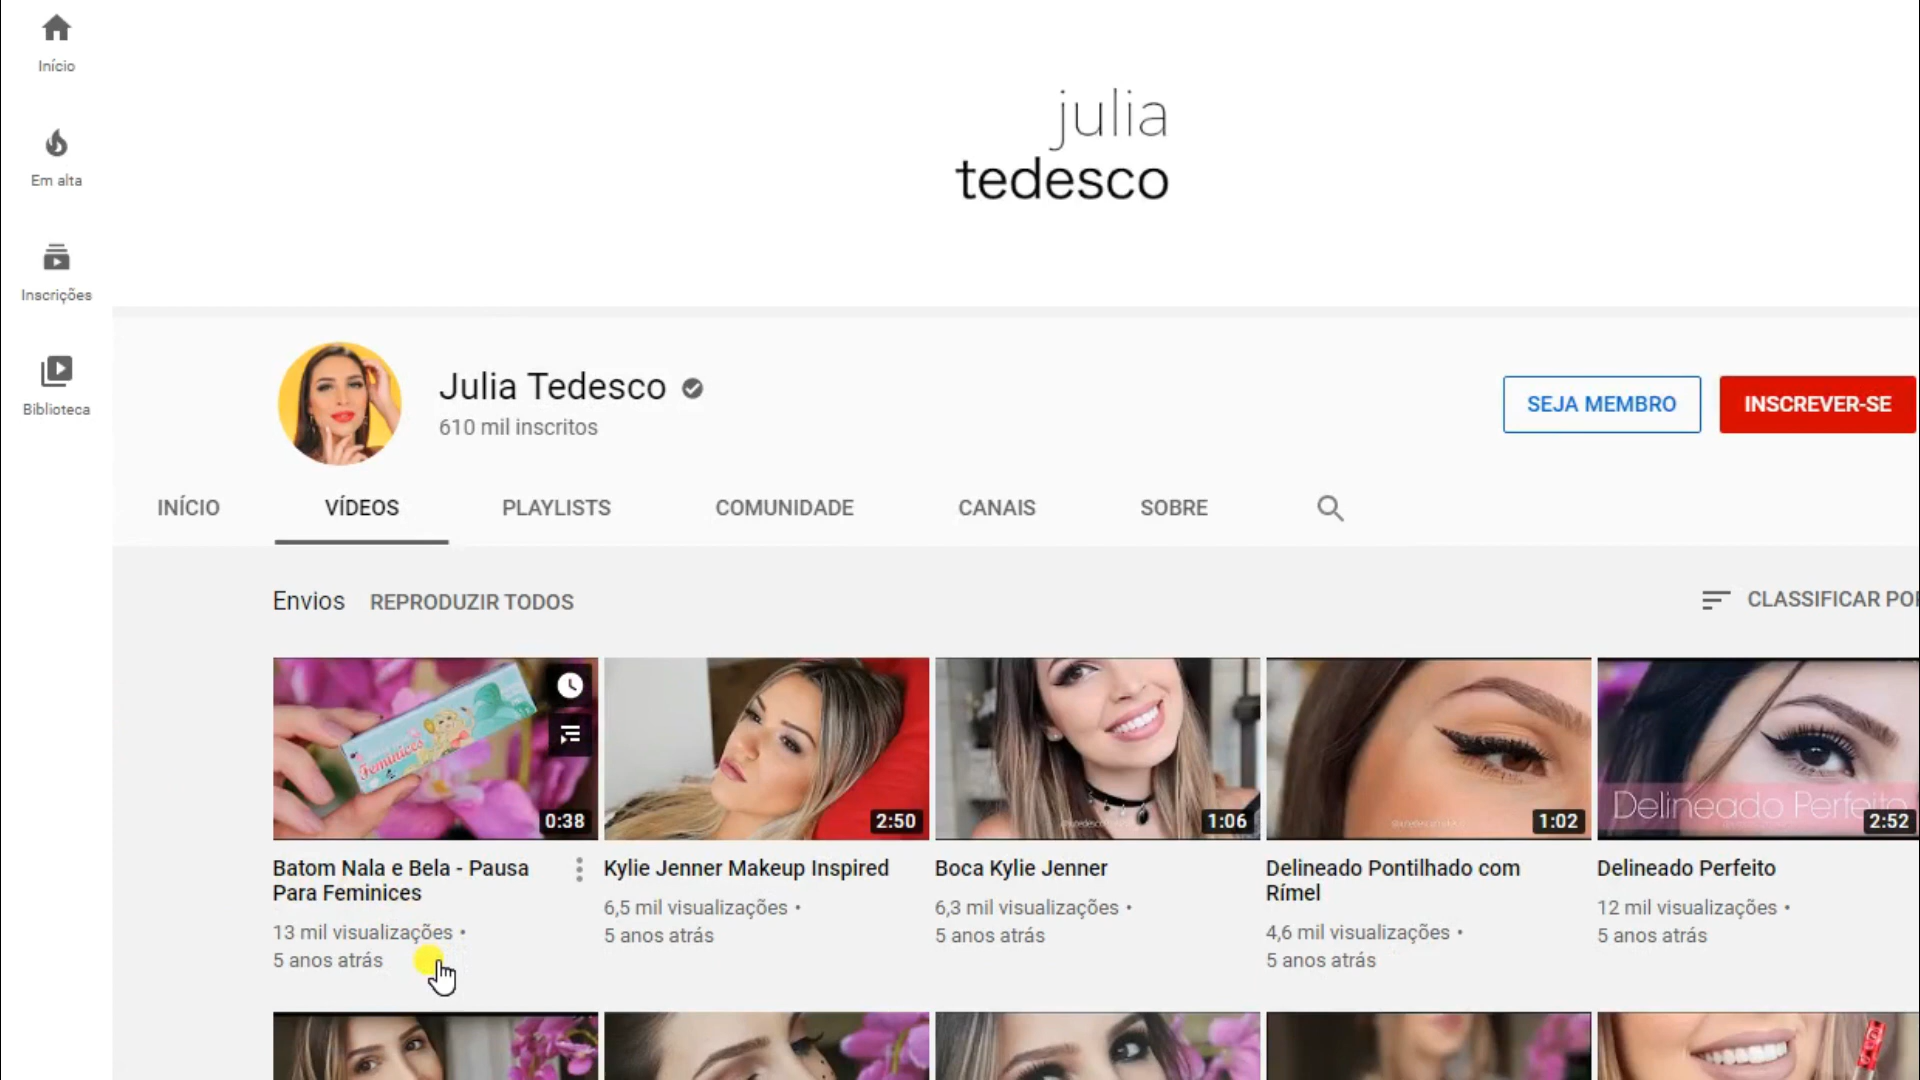 Início
Em alta
Inscrições
Biblioteca
julia
tedesco
Julia Tedesco
610 mil inscritos
SEJA MEMBRO
INSCREVER-SE
INÍCIO
VÍDEOS
PLAYLISTS
COMUNIDADE
CANAIS
SOBRE
Envios
REPRODUZIR TODOS
CLASSIFICAR POR
Feminices
0:38
2:50
1:06
1:02
Delineado Perfeito
2:52
Batom Nala e Bela - Pausa
Para Feminices
13 mil visualizações •
5 anos atrás
Kylie Jenner Makeup Inspired
6,5 mil visualizações •
5 anos atrás
Boca Kylie Jenner
6,3 mil visualizações •
5 anos atrás
Delineado Pontilhado com
Rímel
4,6 mil visualizações •
5 anos atrás
Delineado Perfeito
12 mil visualizações •
5 anos atrás